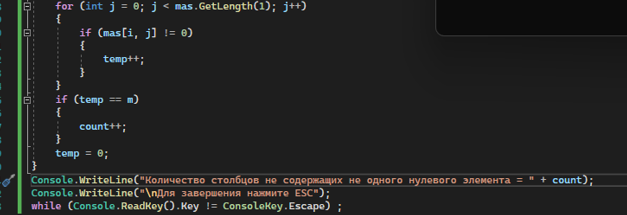 for (int j = 0; j < mas.GetLength(1); j++)
{
if (mas[i, j] != 0)
{
temp++;
}
}
if (temp == m)
{
count++;
}
temp = 0;
}
Console.WriteLine("Количество столбцов не содержащих не одного нулевого элемента = " + count);
Console.WriteLine("\nДля завершения нажмите ESC");
while (Console.ReadKey().Key != ConsoleKey.Escape) ;